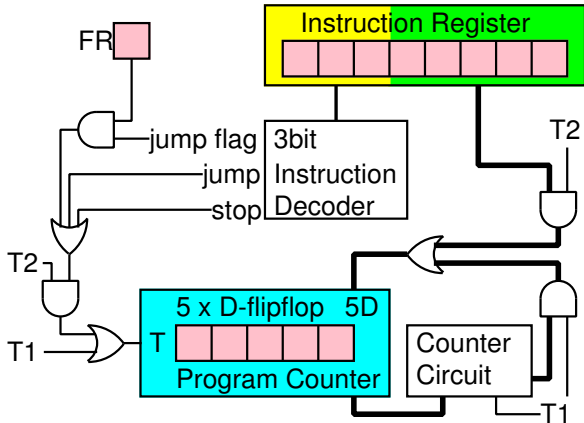 Instruction Register
FR
T2
jump flag
3bit
jump
Instruction
stop
Decoder
T2
5 x D-flipflop 5D
T
T1
Program Counter
Counter
Circuit
T1